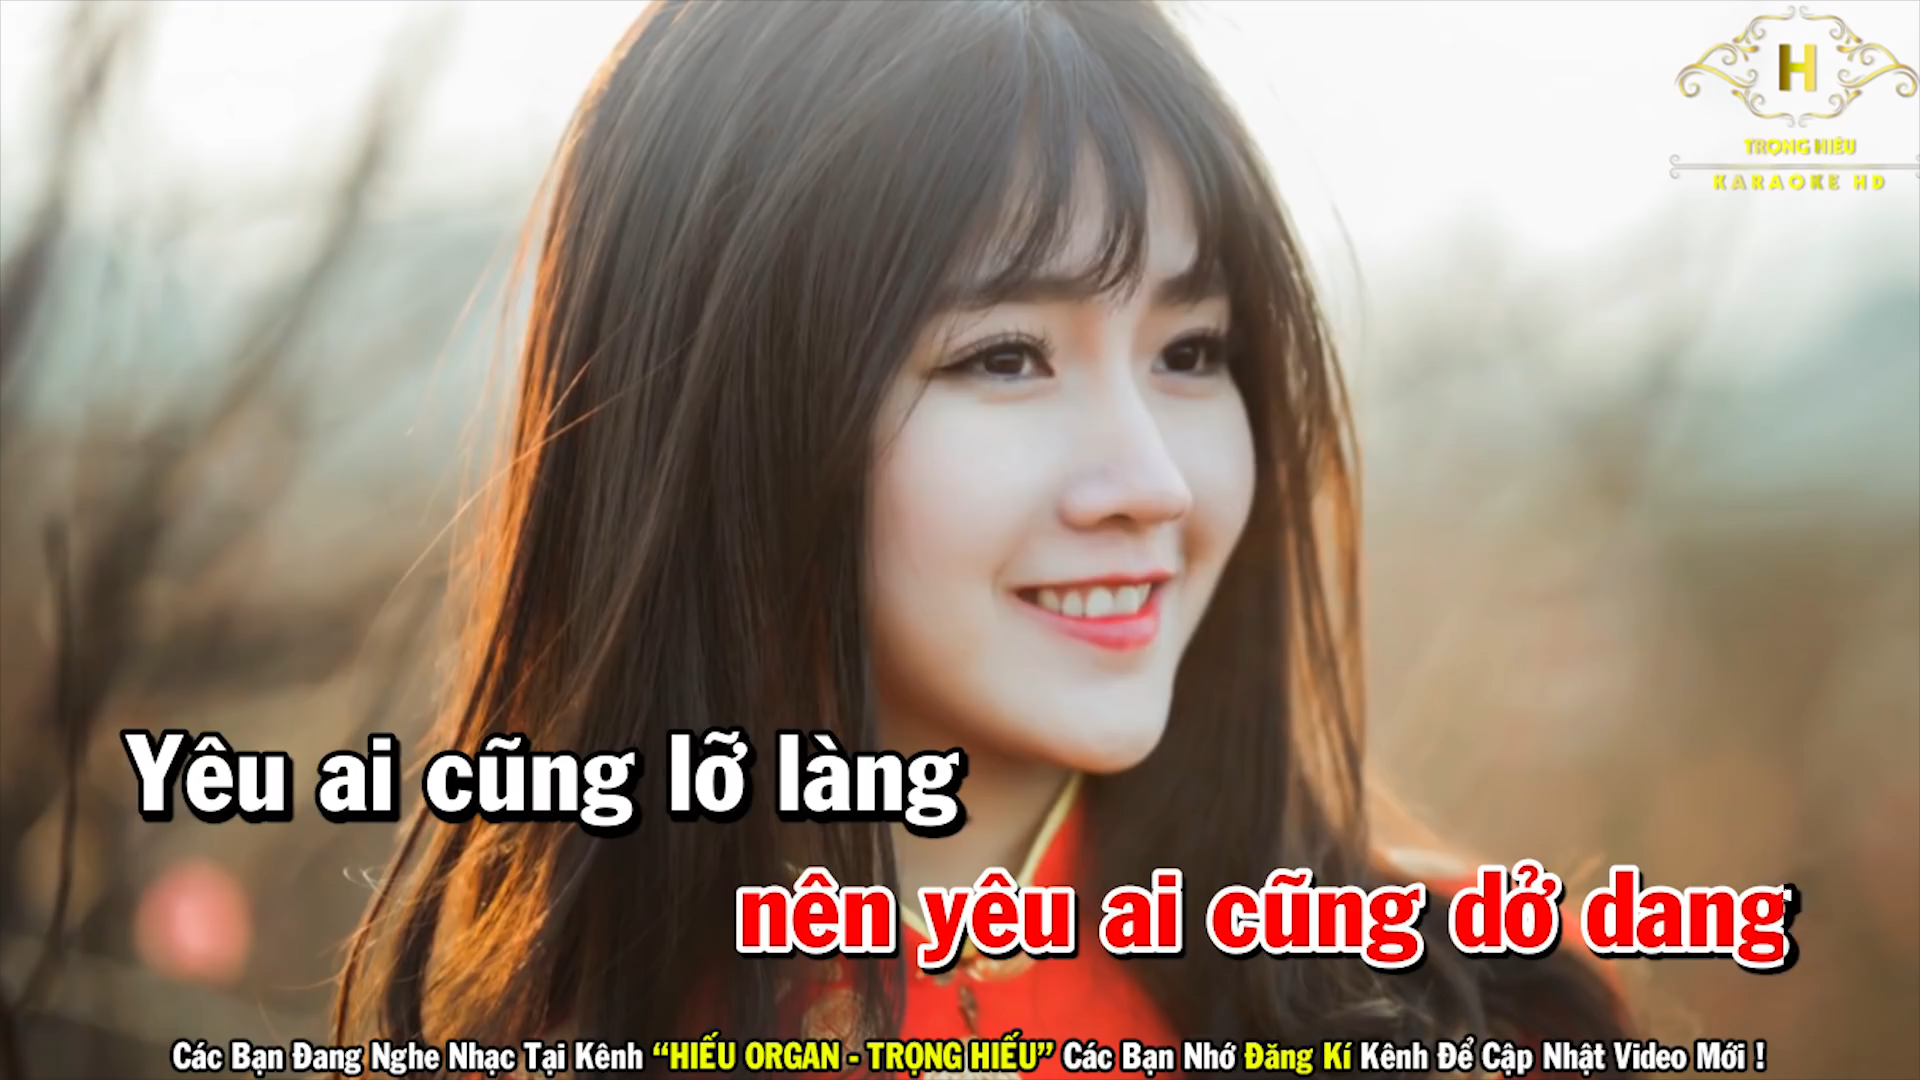 H
TRỌNG HIẾU
KARAOKE HD
Yêu ai cũng lỡ làng
nên yêu ai cũng dở dang
Các Bạn Đang Nghe Nhạc Tại Kênh “HIẾU ORGAN - TRỌNG HIẾU” Các Bạn Nhớ Đăng Kí Kênh Để Cập Nhật Video Mới !